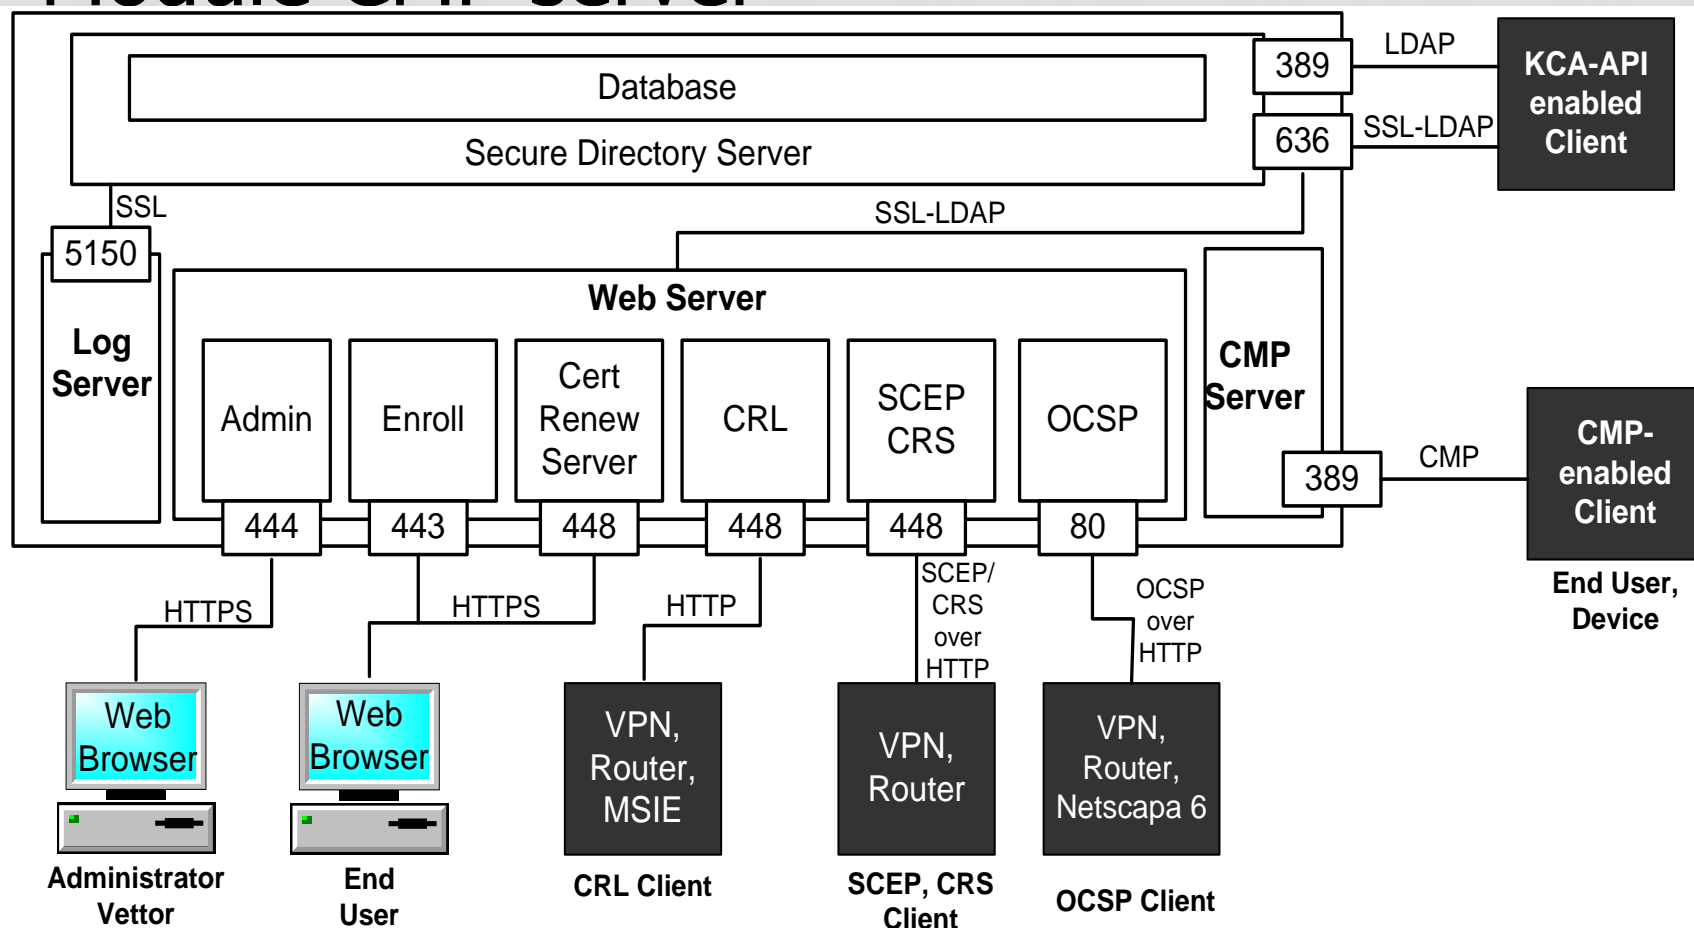 Module CMP server
Database
Secure Directory Server
389
LDAP
636
SSL-LDAP
KCA-API
enabled
Client
SSL
5150
SSL-LDAP
Log
Server
Web Server
Admin
Enroll
Cert
Renew
Server
CRL
SCEP
CRS
OCSP
CMP
Server
444
443
448
448
448
80
389
CMP
CMP-
enabled
Client
End User,
Device
HTTPS
HTTPS
HTTP
SCEP/
CRS
over
HTTP
OCSP
over
HTTP
Web
Browser
Web
Browser
VPN,
Router,
MSIE
VPN,
Router
VPN,
Router,
Netscapa 6
Administrator
Vettor
End
User
CRL Client
SCEP, CRS
Client
OCSP Client